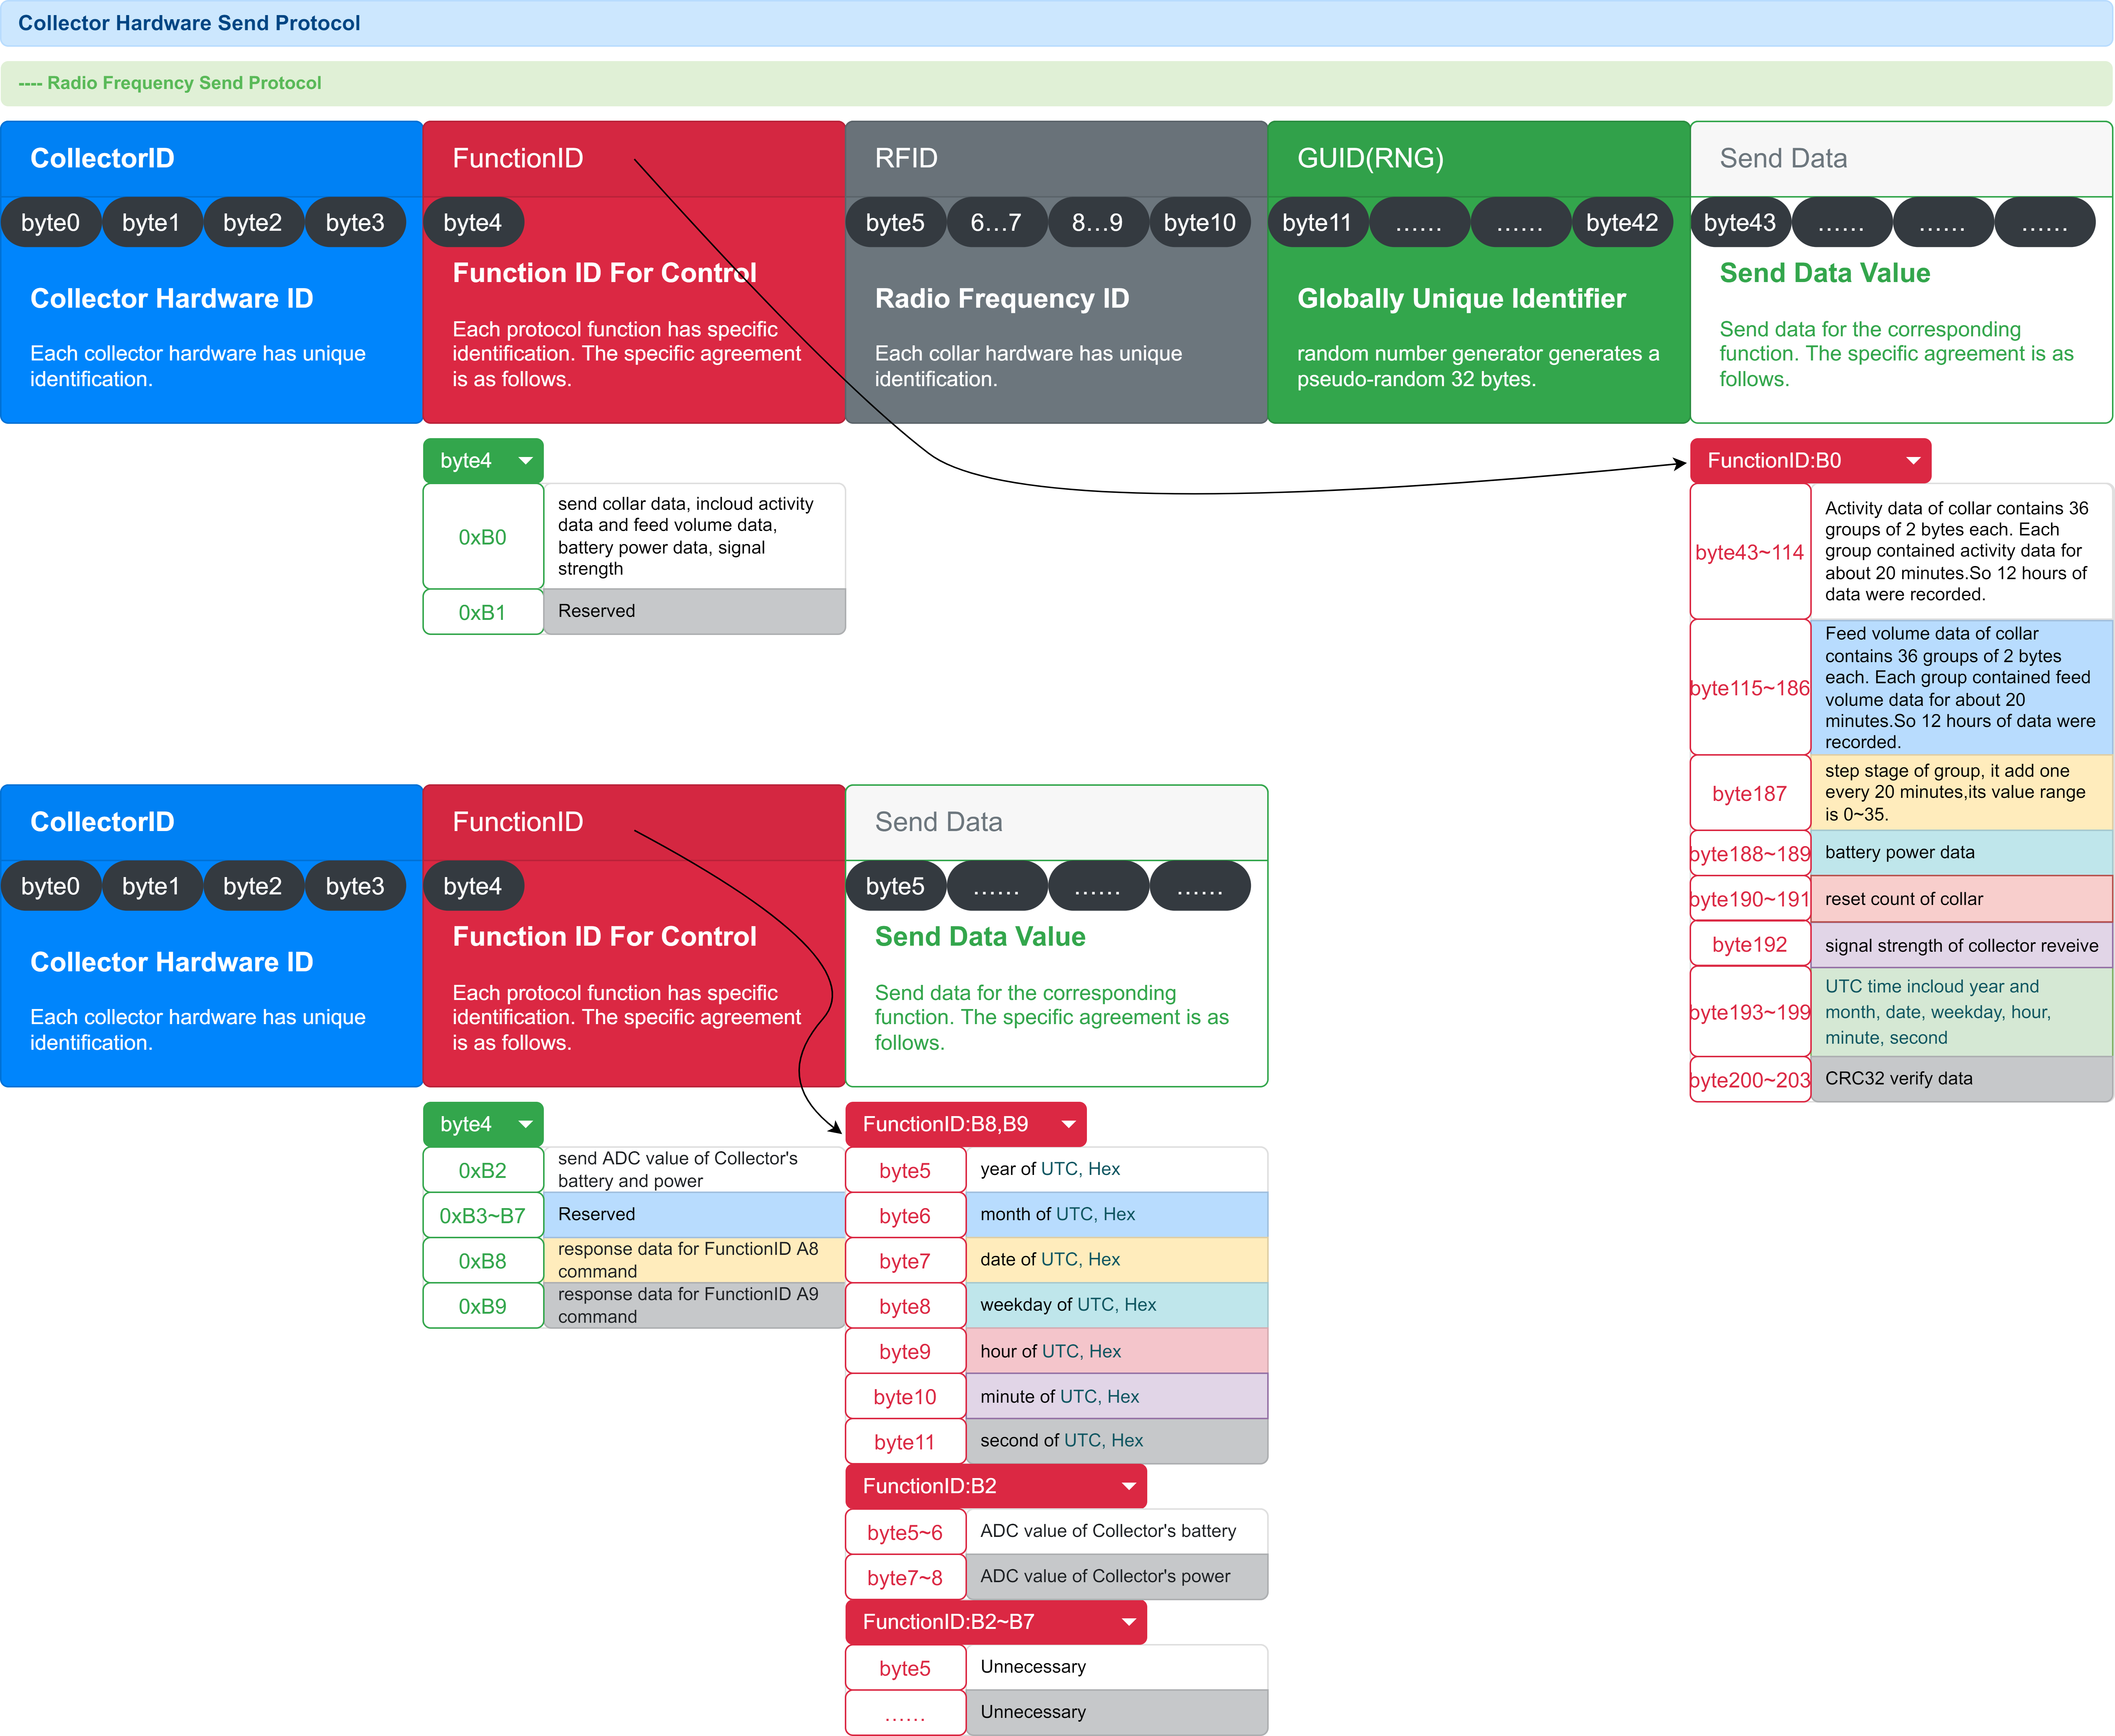 Collector Hardware Send Protocol
---- Radio Frequency Send Protocol
CollectorID
byte0 byte1 byte2 byte3
Collector Hardware ID
Each collector hardware has unique
identification.
FunctionID
byte4
Function ID For Control
Each protocol function has specific
identification. The specific agreement
is as follows.
RFID
byte5 6…7 8…9 byte10
Radio Frequency ID
Each collar hardware has unique
identification.
GUID(RNG)
byte11 …… …… byte42
Globally Unique Identifier
random number generator generates a
pseudo-random 32 bytes.
Send Data
byte43 …… …… ……
Send Data Value
Send data for the corresponding
function. The specific agreement is as
follows.
byte4
0xB0
send collar data, incloud activity
data and feed volume data,
battery power data, signal
strength
0xB1
Reserved
FunctionID:B0
byte43~114
Activity data of collar contains 36
groups of 2 bytes each. Each
group contained activity data for
about 20 minutes.So 12 hours of
data were recorded.
byte115~186
Feed volume data of collar
contains 36 groups of 2 bytes
each. Each group contained feed
volume data for about 20
minutes.So 12 hours of data were
recorded.
byte187
step stage of group, it add one
every 20 minutes,its value range
is 0~35.
byte188~189
battery power data
byte190~191
reset count of collar
byte192
signal strength of collector reveive
byte193~199
UTC time incloud year and
month, date, weekday, hour,
minute, second
byte200~203
CRC32 verify data
CollectorID
byte0 byte1 byte2 byte3
Collector Hardware ID
Each collector hardware has unique
identification.
FunctionID
byte4
Function ID For Control
Each protocol function has specific
identification. The specific agreement
is as follows.
Send Data
byte5 …… …… ……
Send Data Value
Send data for the corresponding
function. The specific agreement is as
follows.
byte4
0xB2
send ADC value of Collector's
battery and power
0xB3~B7
Reserved
0xB8
response data for FunctionID A8
command
0xB9
response data for FunctionID A9
command
FunctionID:B8,B9
byte5
year of UTC, Hex
byte6
month of UTC, Hex
byte7
date of UTC, Hex
byte8
weekday of UTC, Hex
byte9
hour of UTC, Hex
byte10
minute of UTC, Hex
byte11
second of UTC, Hex
FunctionID:B2
byte5~6
ADC value of Collector's battery
byte7~8
ADC value of Collector's power
FunctionID:B2~B7
byte5
Unnecessary
……
Unnecessary